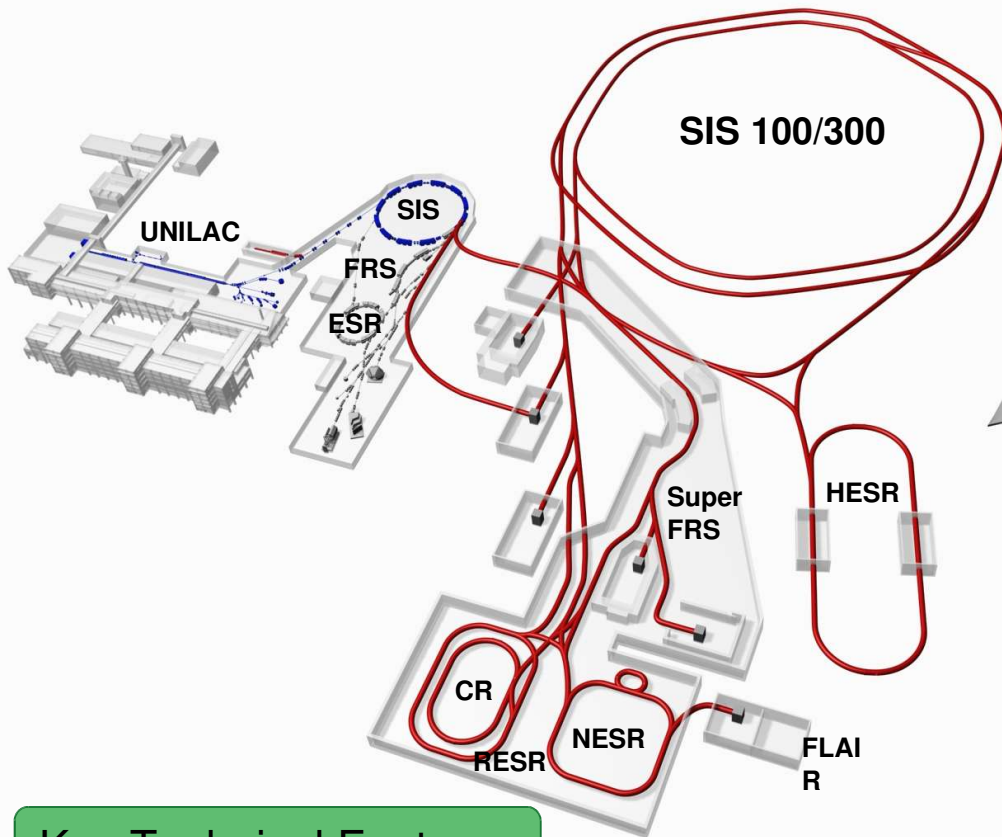 SIS 100/300
SIS
UNILAC
FRS
ESR
Super
FRS
HESR
CR
RESR
NESR
FLAI
R